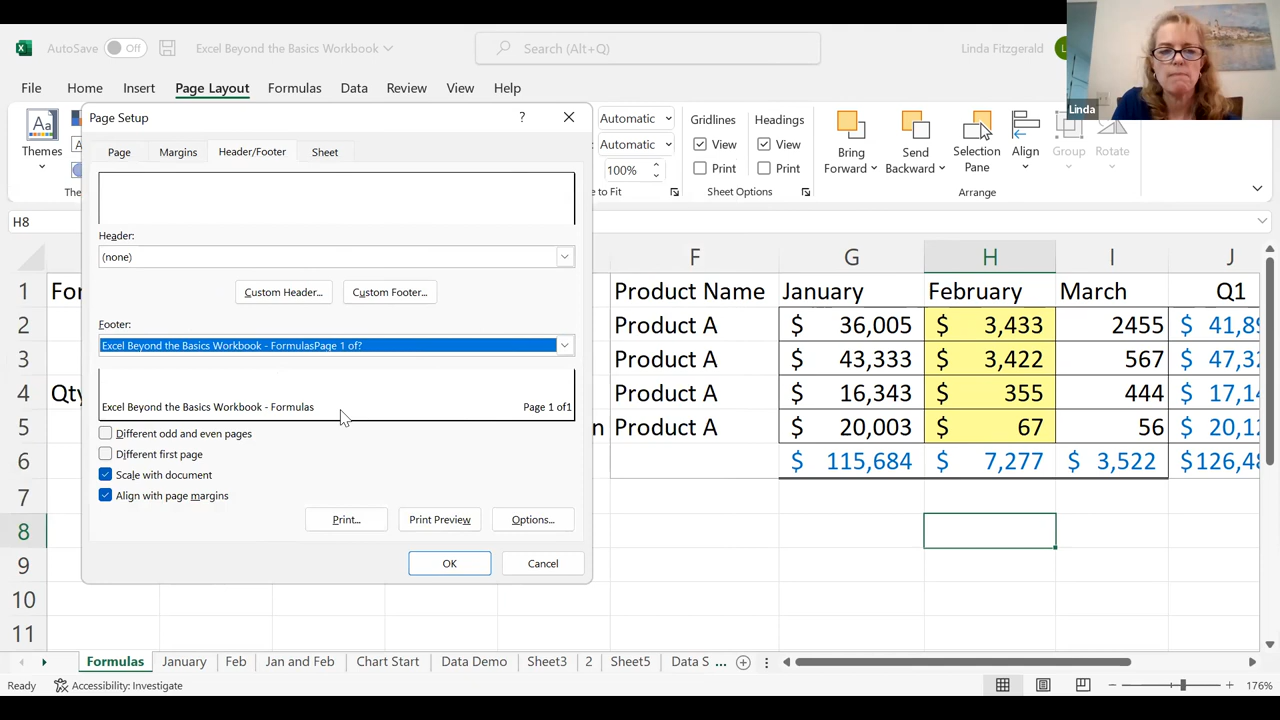 AutoSave Off Excel Beyond the Basics Workbook Search (Alt+Q) Linda Fitzgerald
Linda
File Home Insert Page Layout Formulas Data Review View Help
Page Setup ?
Page Margins Header/Footer Sheet
Header:
(none)
Custom Header... Custom Footer...
Footer:
Excel Beyond the Basics Workbook - FormulasPage 1 of?
Excel Beyond the Basics Workbook - Formulas Page 1 of1
Different odd and even pages
Different first page
Scale with document
Align with page margins
Print... Print Preview Options...
OK Cancel
Aa
Themes
Automatic
Automatic
100%
e to Fit
Gridlines Headings
View View
Print Print
Sheet Options
Bring Forward
Send Backward
Selection Pane
Align
Group
Rotate
Arrange
H8
F G H I J
1 For Product Name January February March Q1
2 Product A $ 36,005 $ 3,433 2455 $ 41,89
3 Product A $ 43,333 $ 3,422 567 $ 47,32
4 Qty Product A $ 16,343 $ 355 444 $ 17,14
5 n Product A $ 20,003 $ 67 56 $ 20,12
6 $ 115,684 $ 7,277 $ 3,522 $126,48
7
8
9
10
11
Formulas January Feb Jan and Feb Chart Start Data Demo Sheet3 2 Sheet5 Data S ...
Ready Accessibility: Investigate 176%